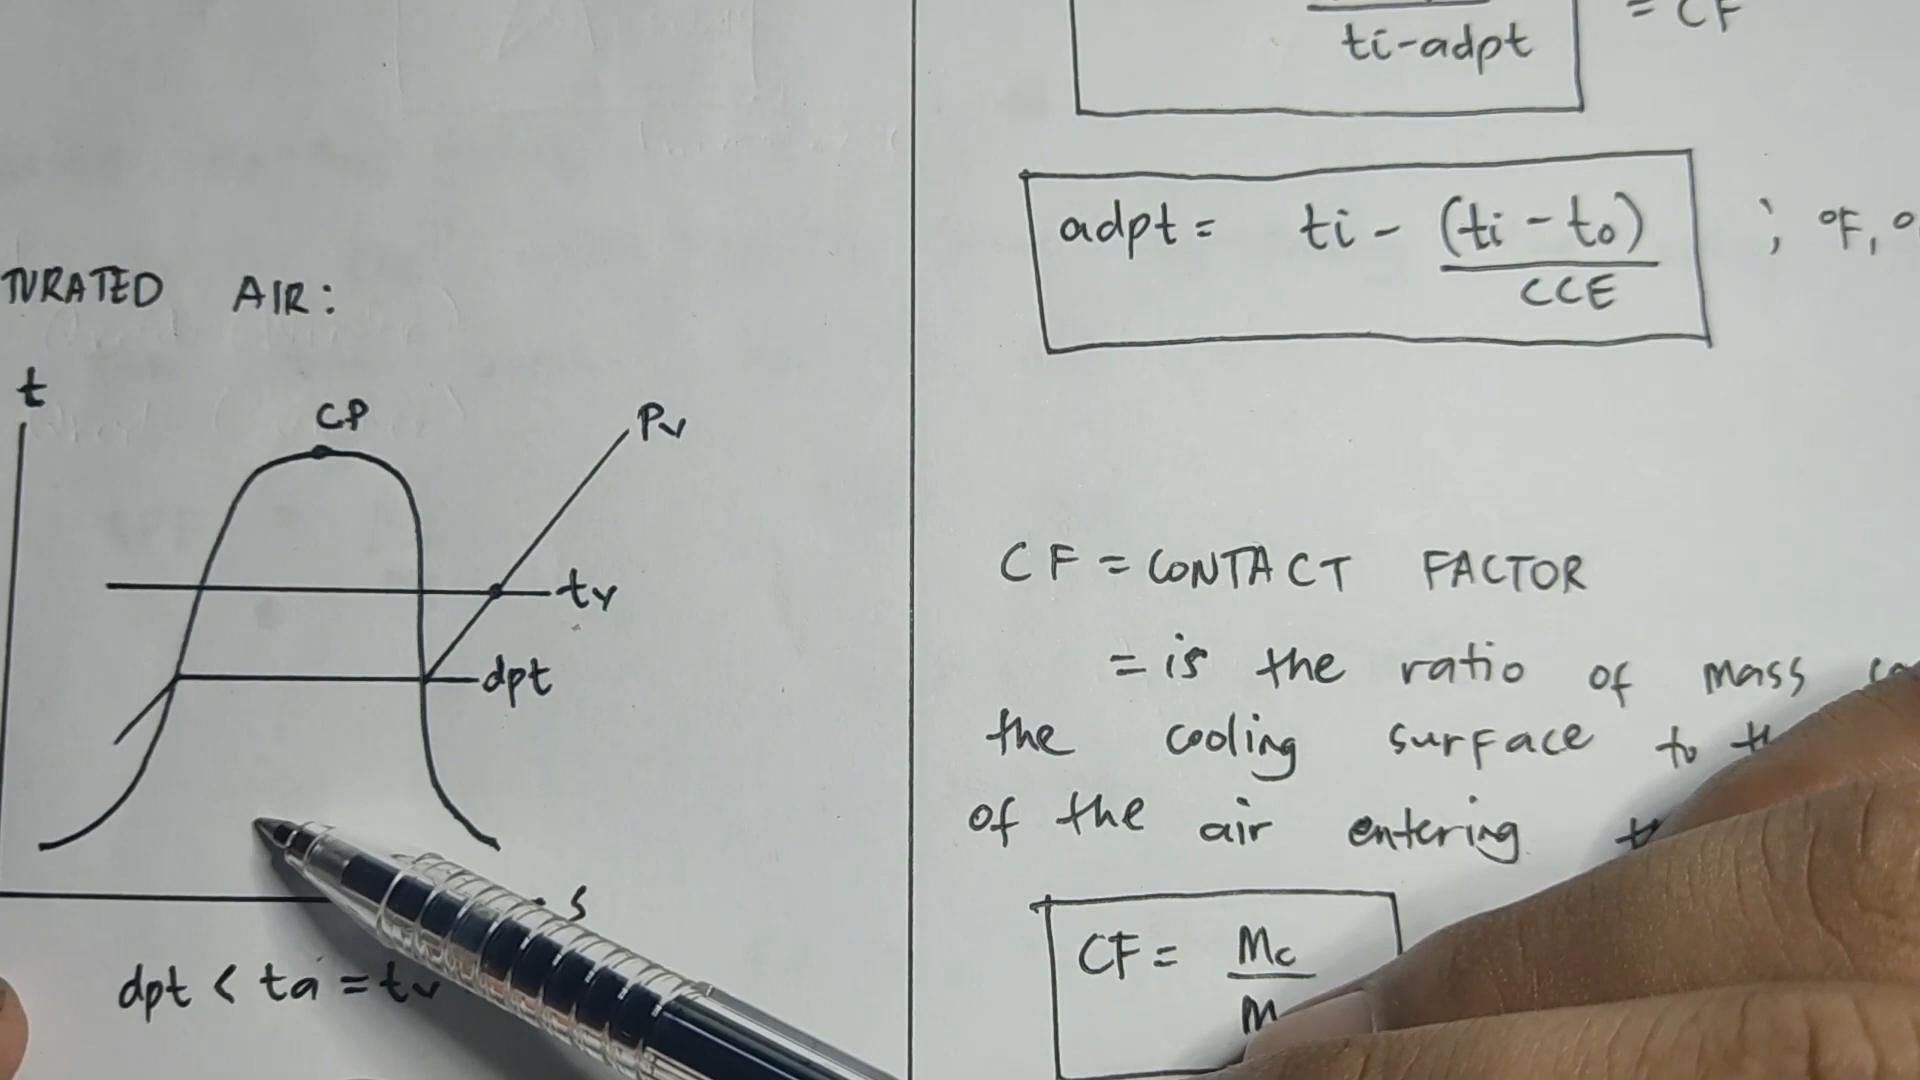 TURATED AIR:
t
CP
Pv
tv
dpt
s
dpt < ta = tv
= CF
ti-adpt
adpt = ti - (ti - to)
CCE
; °F,
CF = CONTACT FACTOR
= is the ratio of mass
the cooling surface to
of the air entering
CF = Mc
M